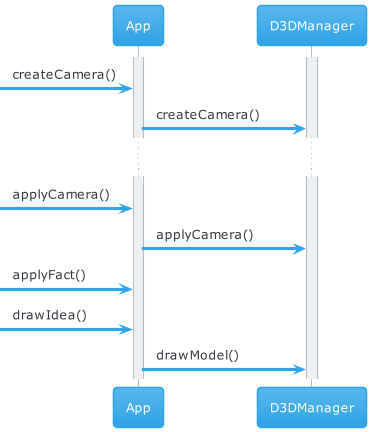 App D3DManager
createCamera()
createCamera()
applyCamera()
applyCamera()
applyFact()
drawIdea()
drawModel()
App D3DManager